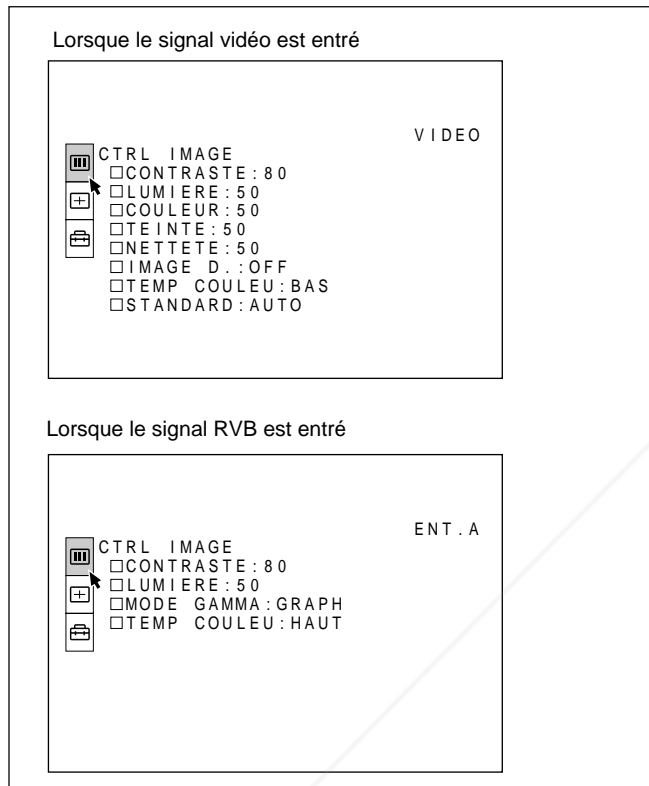 Lorsque le signal vidéo est entré
VIDEO
CTRL IMAGE
□CONTRASTE:80
□LUMIERE:50
□COULEUR:50
□TEINTE:50
□NETTETE:50
□IMAGE D.:OFF
□TEMP COULEU:BAS
□STANDARD:AUTO
Lorsque le signal RVB est entré
ENT.A
CTRL IMAGE
□CONTRASTE:80
□LUMIERE:50
□MODE GAMMA:GRAPH
□TEMP COULEU:HAUT